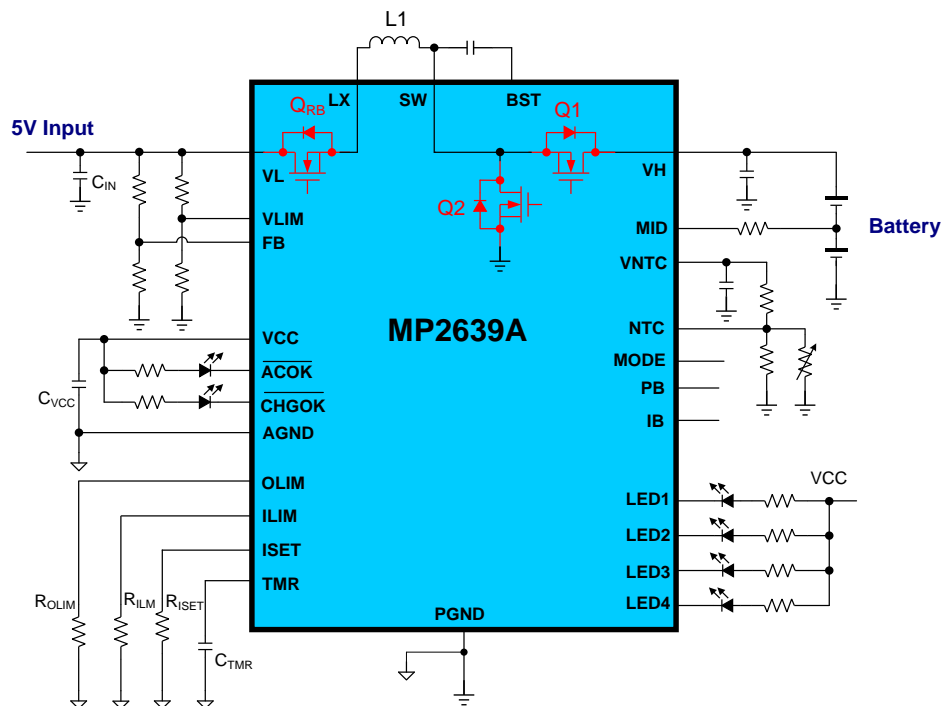 L1
LX
SW
BST
5V Input
QRB
Q1
VL
VH
CIN
Q2
VLIM
MID
Battery
FB
VNTC
MP2639A
VCC
NTC
ACOK
MODE
CVCC
CHGOK
PB
AGND
IB
OLIM
VCC
ILIM
LED1
ISET
LED2
TMR
LED3
ROLIM
RILM
RISET
LED4
PGND
CTMR